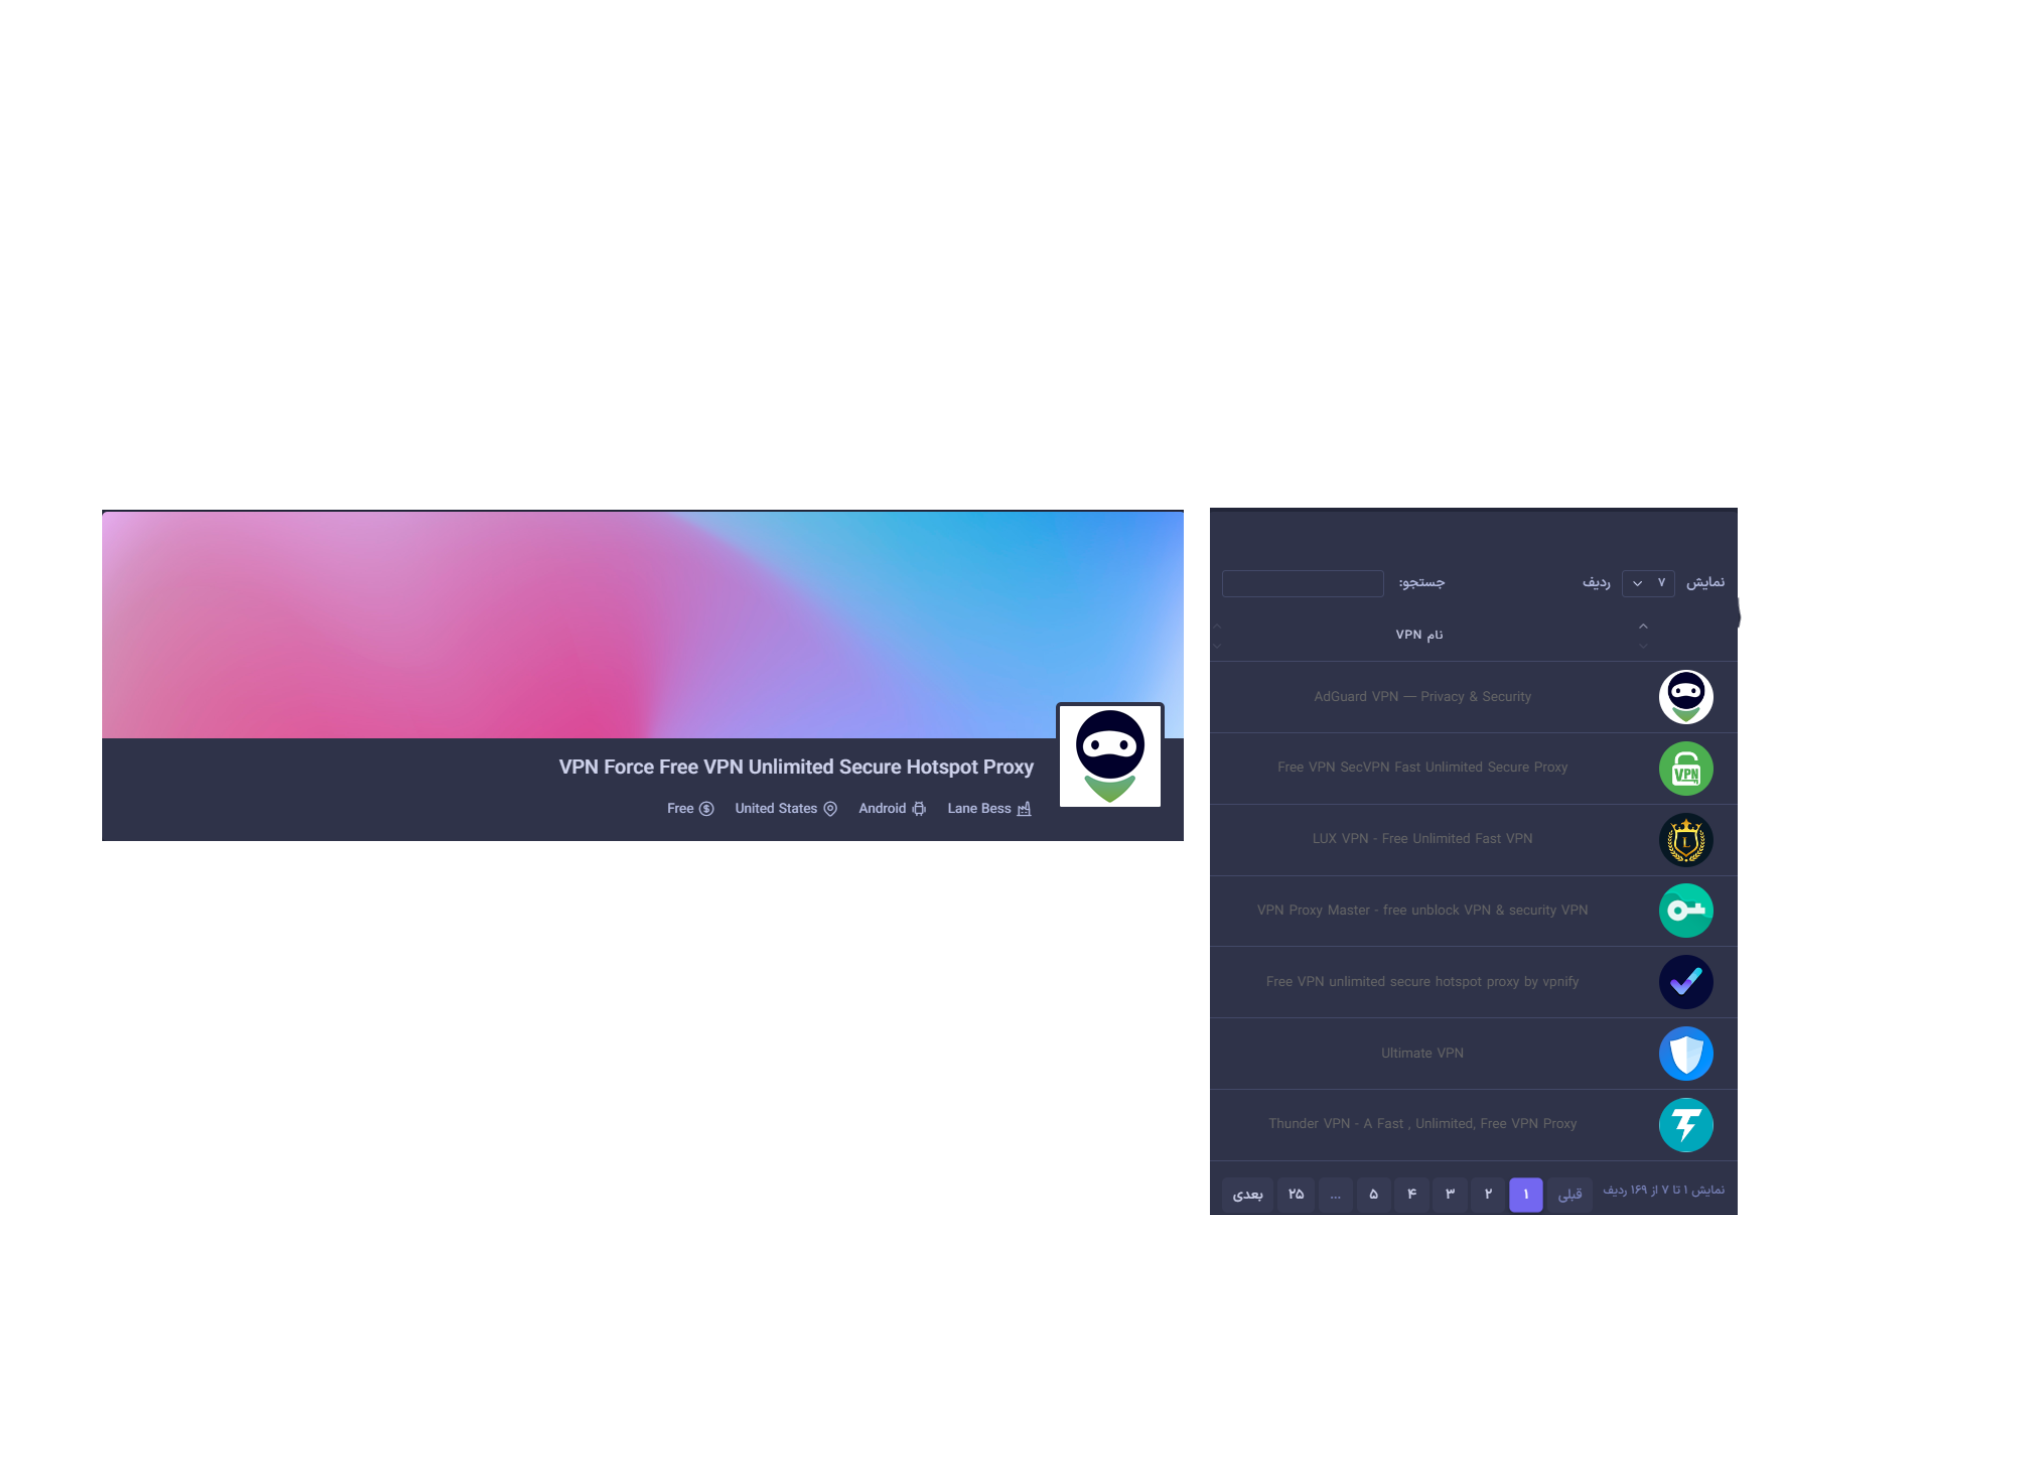 VPN Force Free VPN Unlimited Secure Hotspot Proxy
Free United States Android Lane Bess
نمایش ۷ ردیف جستجو:
نام VPN
AdGuard VPN — Privacy & Security
Free VPN SecVPN Fast Unlimited Secure Proxy
VPN
LUX VPN - Free Unlimited Fast VPN
L
VPN Proxy Master - free unblock VPN & security VPN
Free VPN unlimited secure hotspot proxy by vpnify
Ultimate VPN
Thunder VPN - A Fast , Unlimited, Free VPN Proxy
نمایش ۱ تا ۷ از ۱۶۹ ردیف
قبلی ۱ ۲ ۳ ۴ ۵ ... ۲۵ بعدی